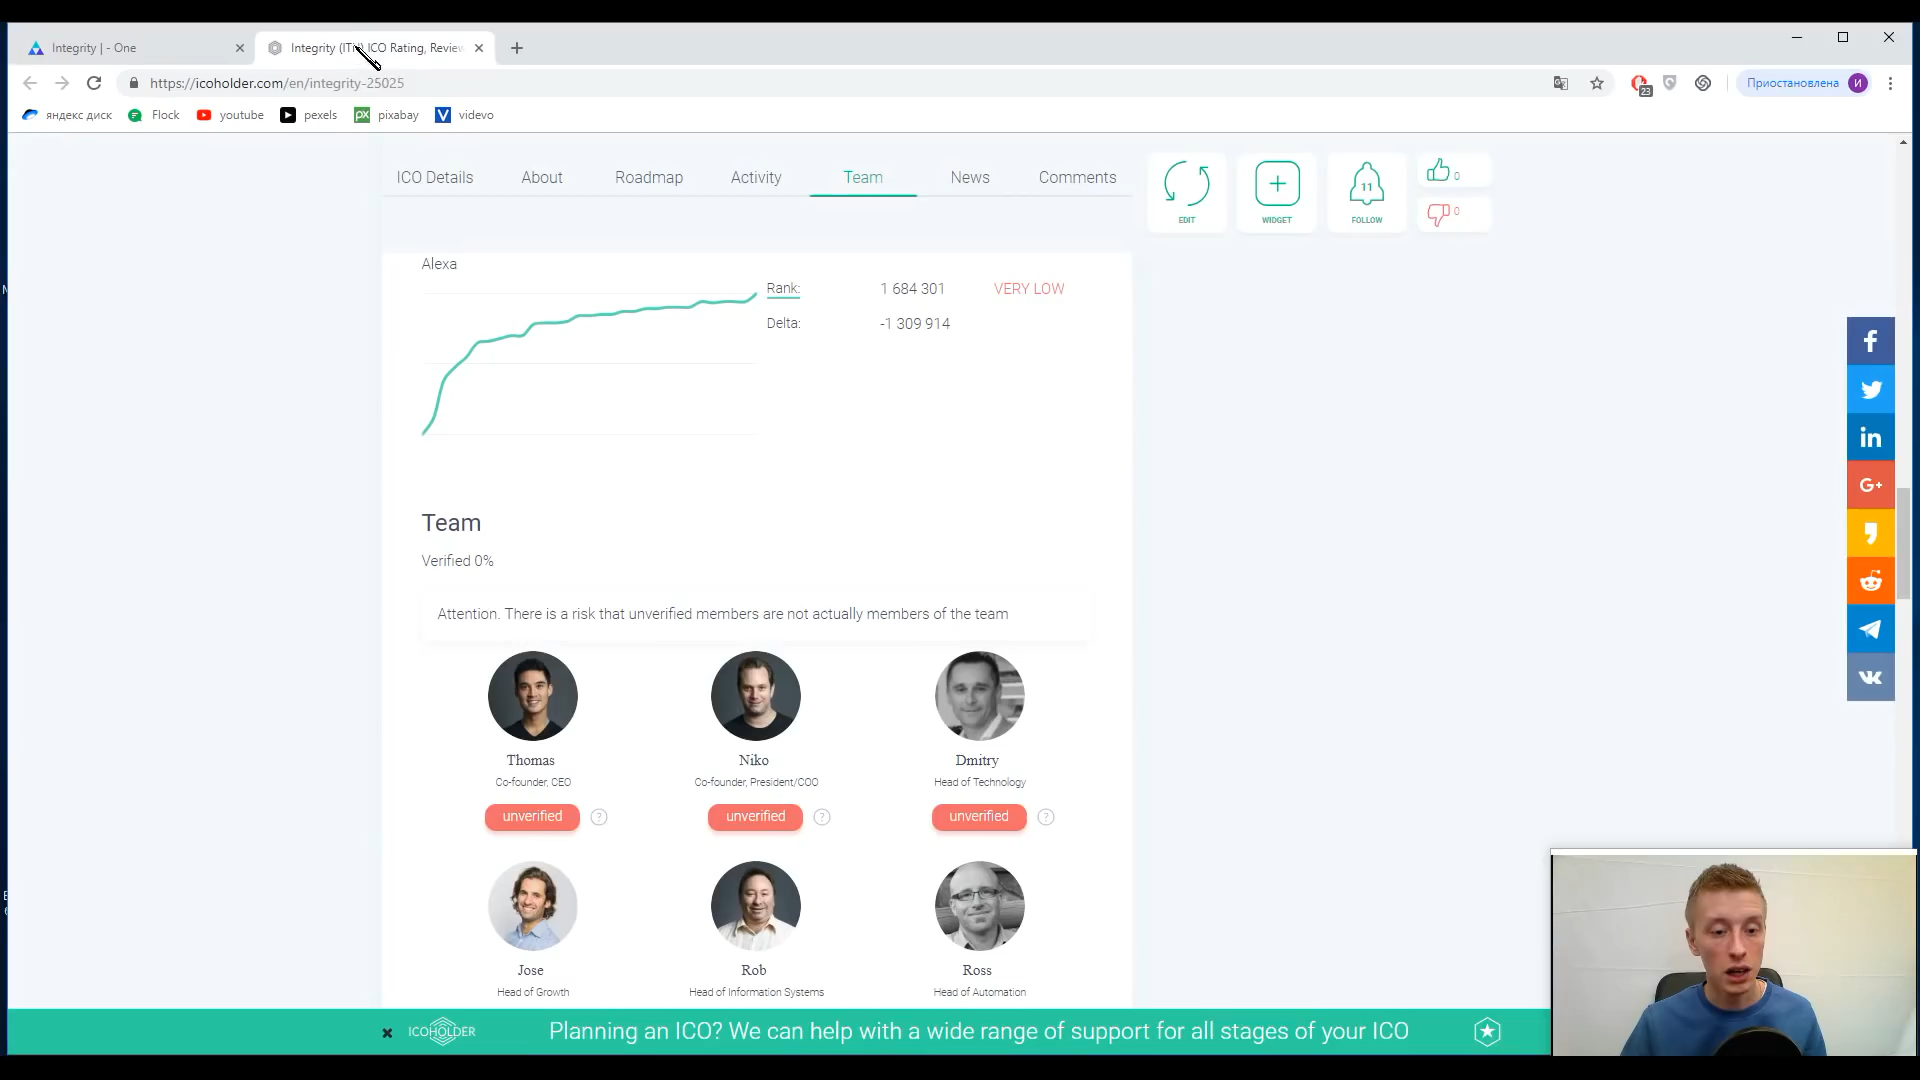 Integrity | - One
Integrity (IT ) ICO Rating, Review
https://icoholder.com/en/integrity-25025
23
Приостановлена
И
яндекс диск
Flock
youtube
px
pexels
pixabay
V
videvo
ICO Details
About
Roadmap
Activity
Team
News
Comments
EDIT
WIDGET
11
FOLLOW
0
0
Alexa
Rank:
1 684 301
VERY LOW
Delta:
-1 309 914
Team
Verified 0%
Attention. There is a risk that unverified members are not actually members of the team
Thomas
Niko
Dmitry
Co-founder, CEO
Co-founder, President/COO
Head of Technology
unverified ?
unverified ?
unverified ?
Jose
Rob
Ross
Head of Growth
Head of Information Systems
Head of Automation
f
in
G+
ICOHOLDER
Planning an ICO? We can help with a wide range of support for all stages of your ICO